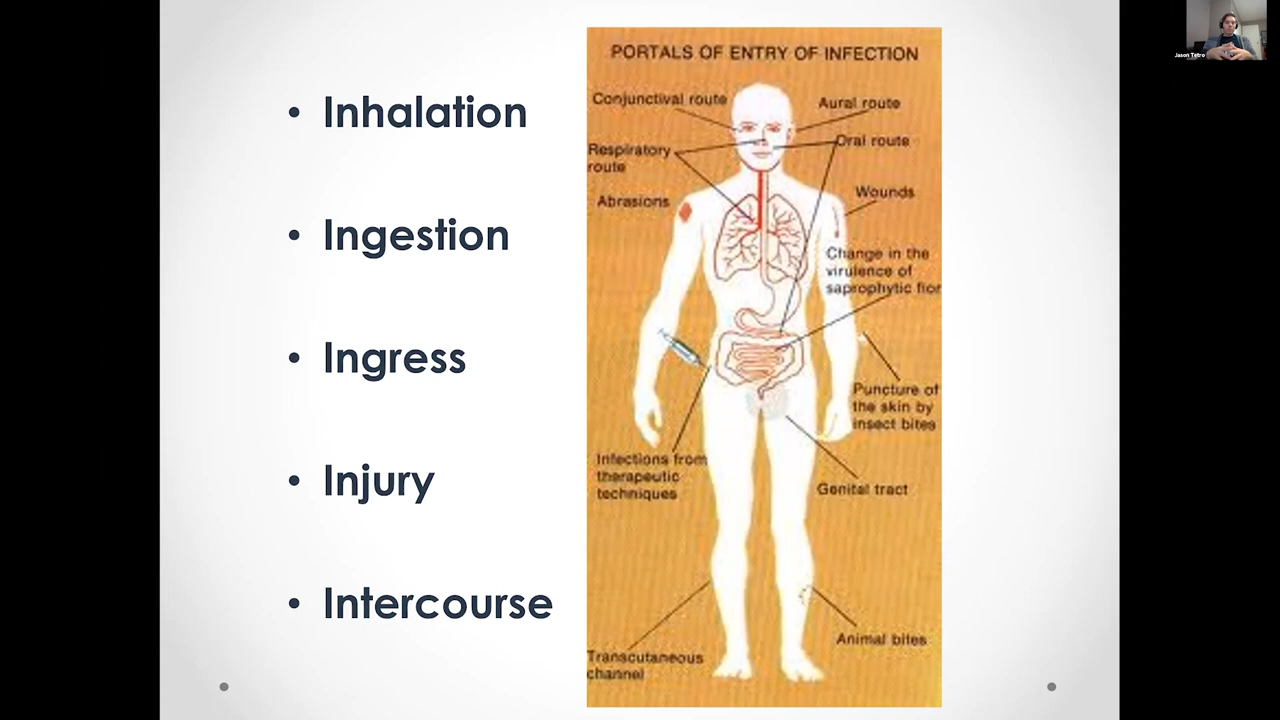 • Inhalation
• Ingestion
• Ingress
• Injury
• Intercourse
PORTALS OF ENTRY OF INFECTION
Conjunctival route
Aural route
Respiratory
route
Oral route
Abrasions
Wounds
Change in the
virulence of
saprophytic flor
Puncture of
the skin by
insect bites
Infections from
therapeutic
techniques
Genital tract
Animal bites
Transcutaneous
channel
Jason Tetro